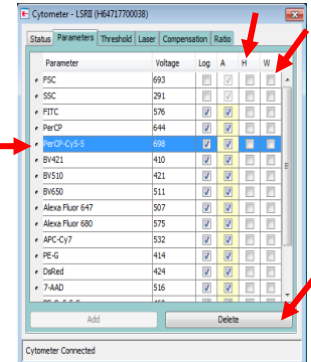 Cytometer - LSRII (H64717700038)
Status Parameters Threshold Laser Compensation Ratio
Parameter Voltage Log A H W
FSC 693
SSC 291
FITC 576
PerCP 644
PerCP-Cy5-5 698
BV421 410
BV510 421
BV650 511
Alexa Fluor 647 507
Alexa Fluor 680 575
APC-Cy7 532
PE-G 414
DsRed 424
7-AAD 516
Add Delete
Cytometer Connected